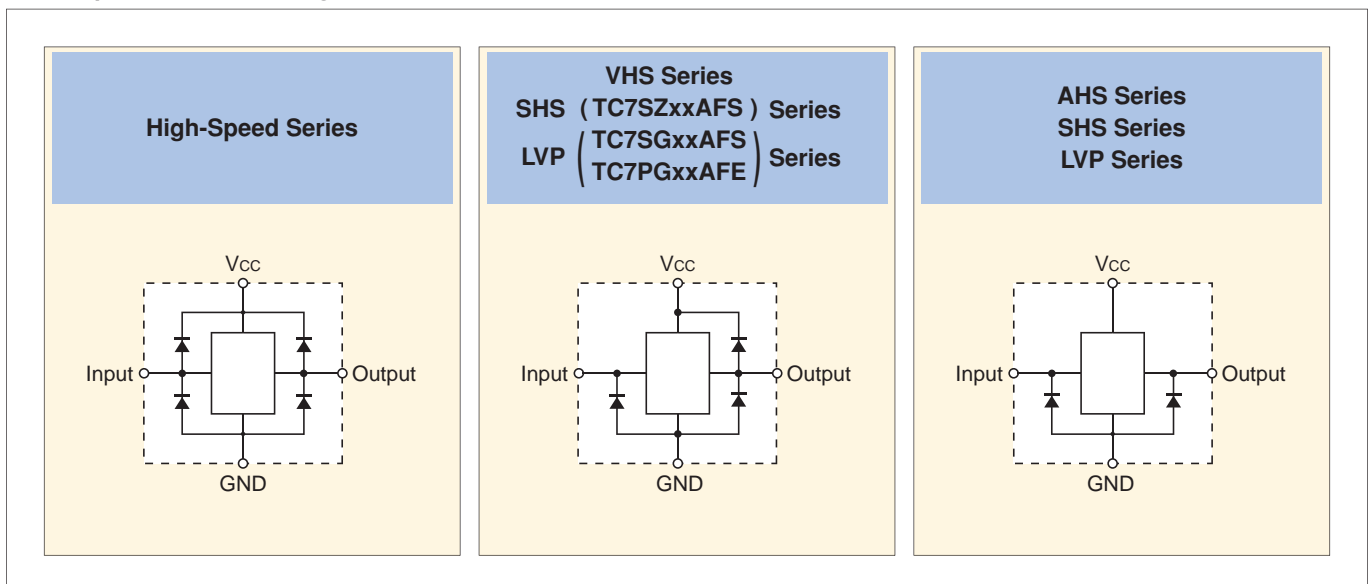 High-Speed Series
Vcc
Input
Output
GND
VHS Series
SHS ( TC7SZxxAFS ) Series
LVP ( TC7SGxxAFS
TC7PGxxAFE ) Series
Vcc
Input
Output
GND
AHS Series
SHS Series
LVP Series
Vcc
Input
Output
GND